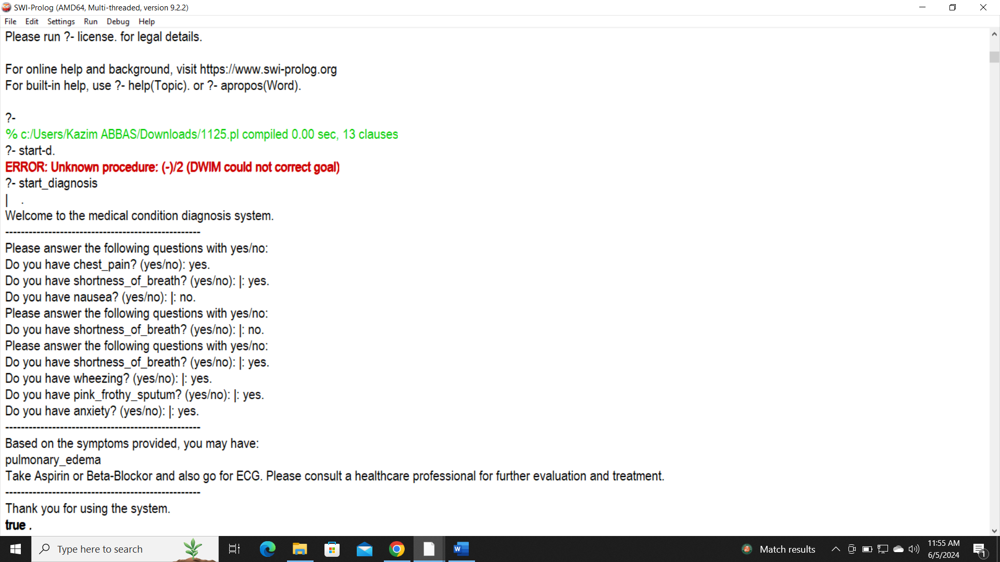 SWI-Prolog (AMD64, Multi-threaded, version 9.2.2)
File Edit Settings Run Debug Help
Please run ?- license. for legal details.
For online help and background, visit https://www.swi-prolog.org
For built-in help, use ?- help(Topic). or ?- apropos(Word).
?-
% c:/Users/Kazim ABBAS/Downloads/1125.pl compiled 0.00 sec, 13 clauses
?- start-d.
ERROR: Unknown procedure: (-)/2 (DWIM could not correct goal)
?- start_diagnosis
| .
Welcome to the medical condition diagnosis system.
--------------------------------------------------
Please answer the following questions with yes/no:
Do you have chest_pain? (yes/no): yes.
Do you have shortness_of_breath? (yes/no): |: yes.
Do you have nausea? (yes/no): |: no.
Please answer the following questions with yes/no:
Do you have shortness_of_breath? (yes/no): |: no.
Please answer the following questions with yes/no:
Do you have shortness_of_breath? (yes/no): |: yes.
Do you have wheezing? (yes/no): |: yes.
Do you have pink_frothy_sputum? (yes/no): |: yes.
Do you have anxiety? (yes/no): |: yes.
--------------------------------------------------
Based on the symptoms provided, you may have:
pulmonary_edema
Take Aspirin or Beta-Blockor and also go for ECG. Please consult a healthcare professional for further evaluation and treatment.
--------------------------------------------------
Thank you for using the system.
true .
Type here to search
Match results
11:55 AM
6/5/2024
1